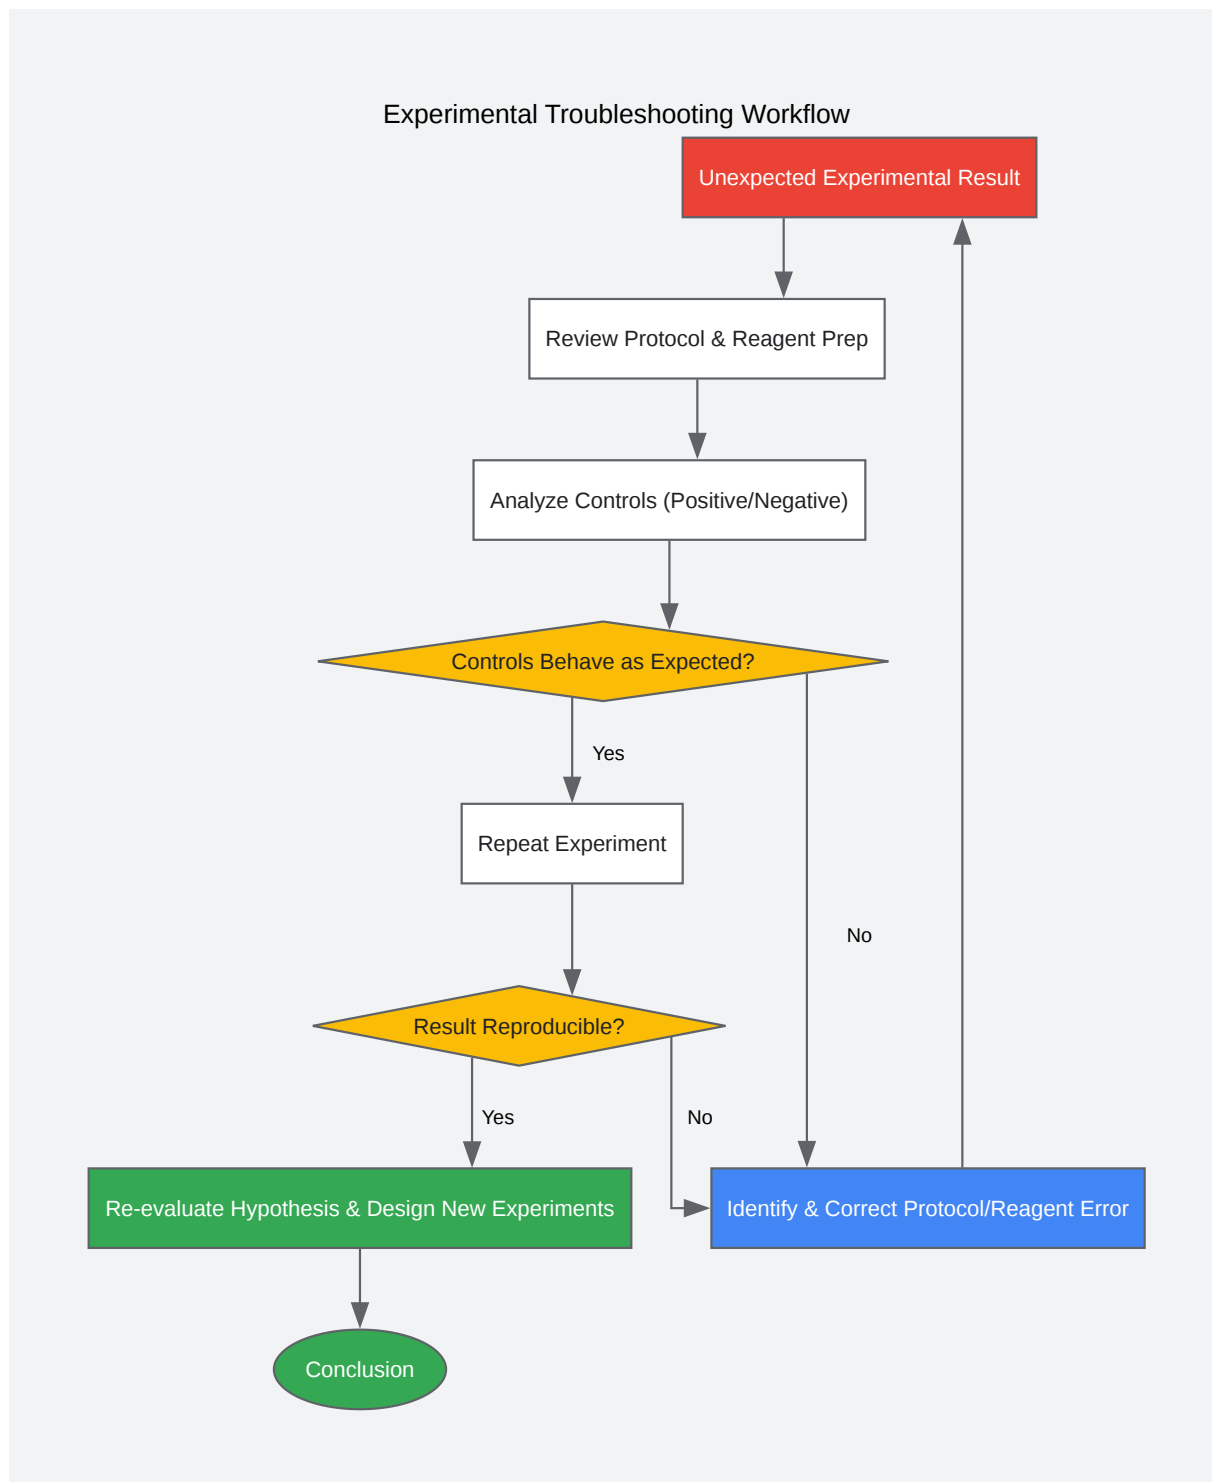 Experimental Troubleshooting Workflow
Unexpected Experimental Result
Review Protocol & Reagent Prep
Analyze Controls (Positive/Negative)
Controls Behave as Expected?
Yes
Repeat Experiment
No
Result Reproducible?
Yes
No
Re-evaluate Hypothesis & Design New Experiments
Identify & Correct Protocol/Reagent Error
Conclusion